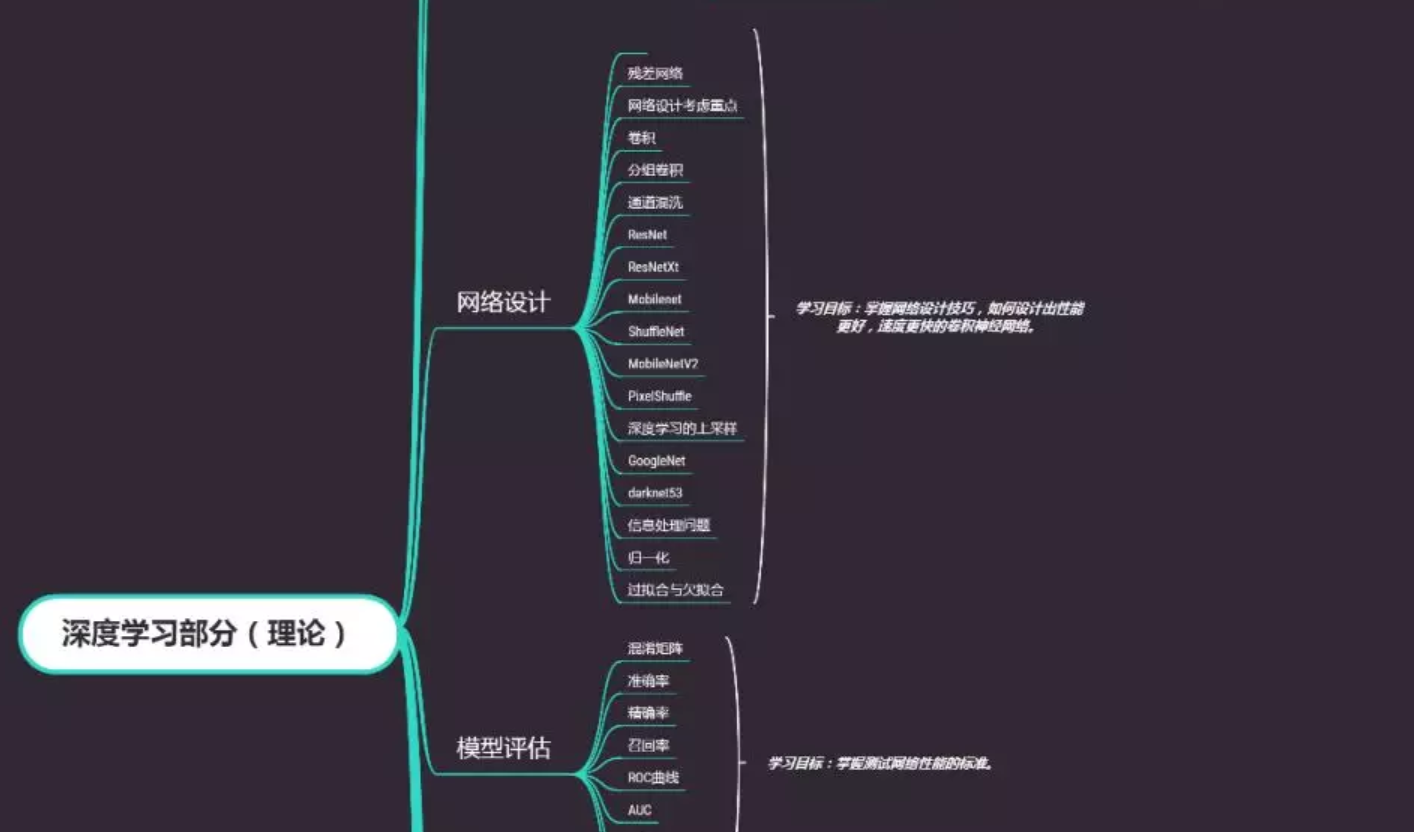 残差网络
网络设计考虑重点
卷积
分组卷积
通道混洗
ResNet
ResNetXt
Mobilenet
网络设计
学习目标：掌握网络设计技巧，如何设计出性能
更好，速度更快的卷积神经网络。
ShuffleNet
MobileNetV2
PixelShuffle
深度学习的上采样
GoogleNet
darknet53
信息处理问题
归一化
过拟合与欠拟合
深度学习部分（理论）
混淆矩阵
准确率
精确率
召回率
模型评估
学习目标：掌握测试网络性能的标准。
ROC曲线
AUC